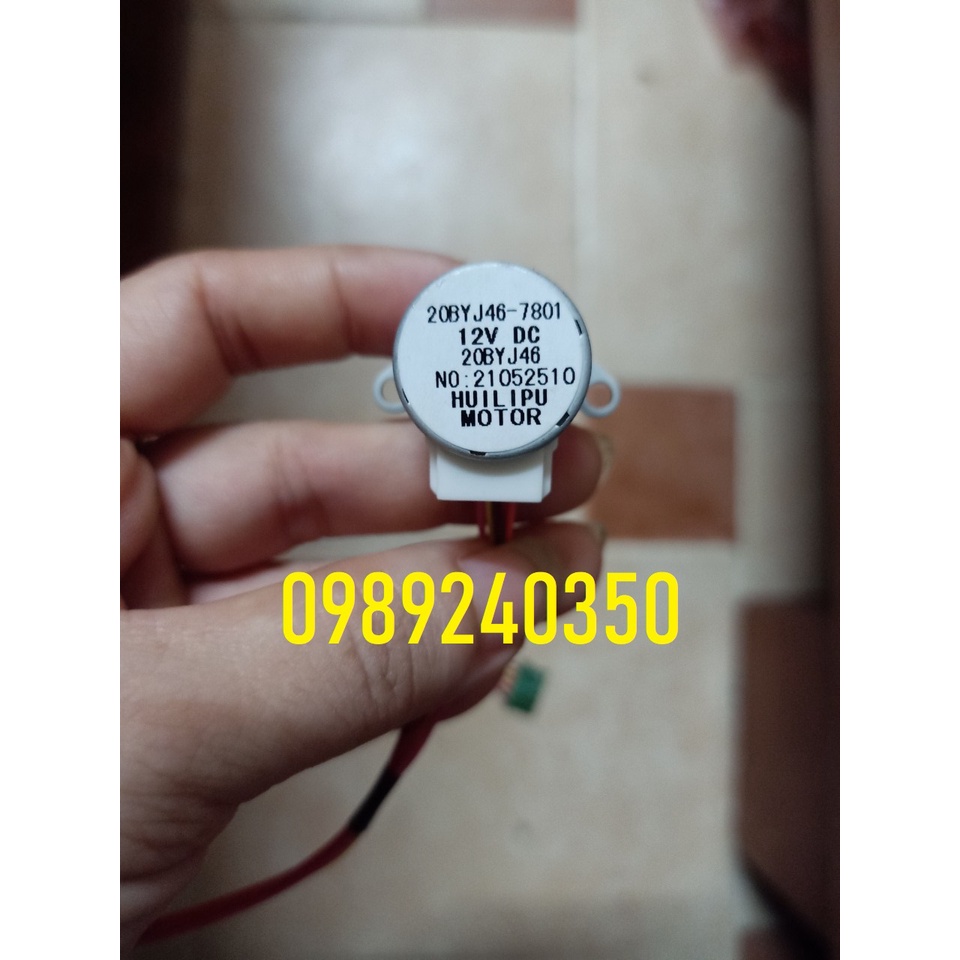 20BYJ46-7801
12V DC
20BYJ46
NO:21052510
HUILIPU
MOTOR
0989240350